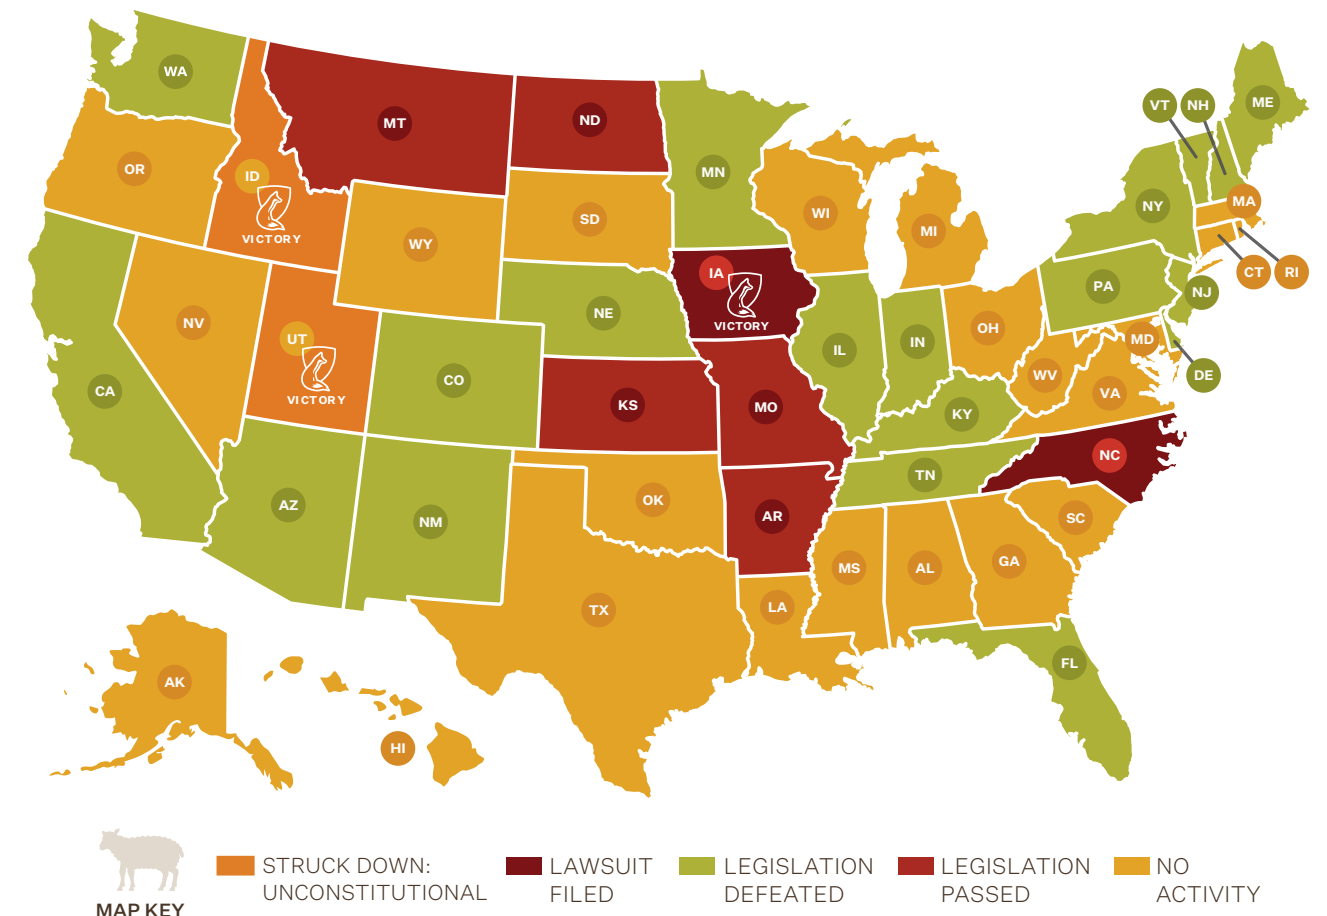 WA
VT
NH
ME
MT
ND
OR
ID
VICTORY
MN
NY
MA
SD
WI
MI
WY
CT
RI
IA
VICTORY
PA
NJ
NV
NE
OH
UT
VICTORY
IL
IN
MD
DE
CA
CO
KS
MO
KY
WV
VA
NC
TN
AZ
NM
OK
AR
SC
MS
AL
GA
TX
LA
FL
AK
HI
MAP KEY
STRUCK DOWN:
UNCONSTITUTIONAL
LAWSUIT
FILED
LEGISLATION
DEFEATED
LEGISLATION
PASSED
NO
ACTIVITY